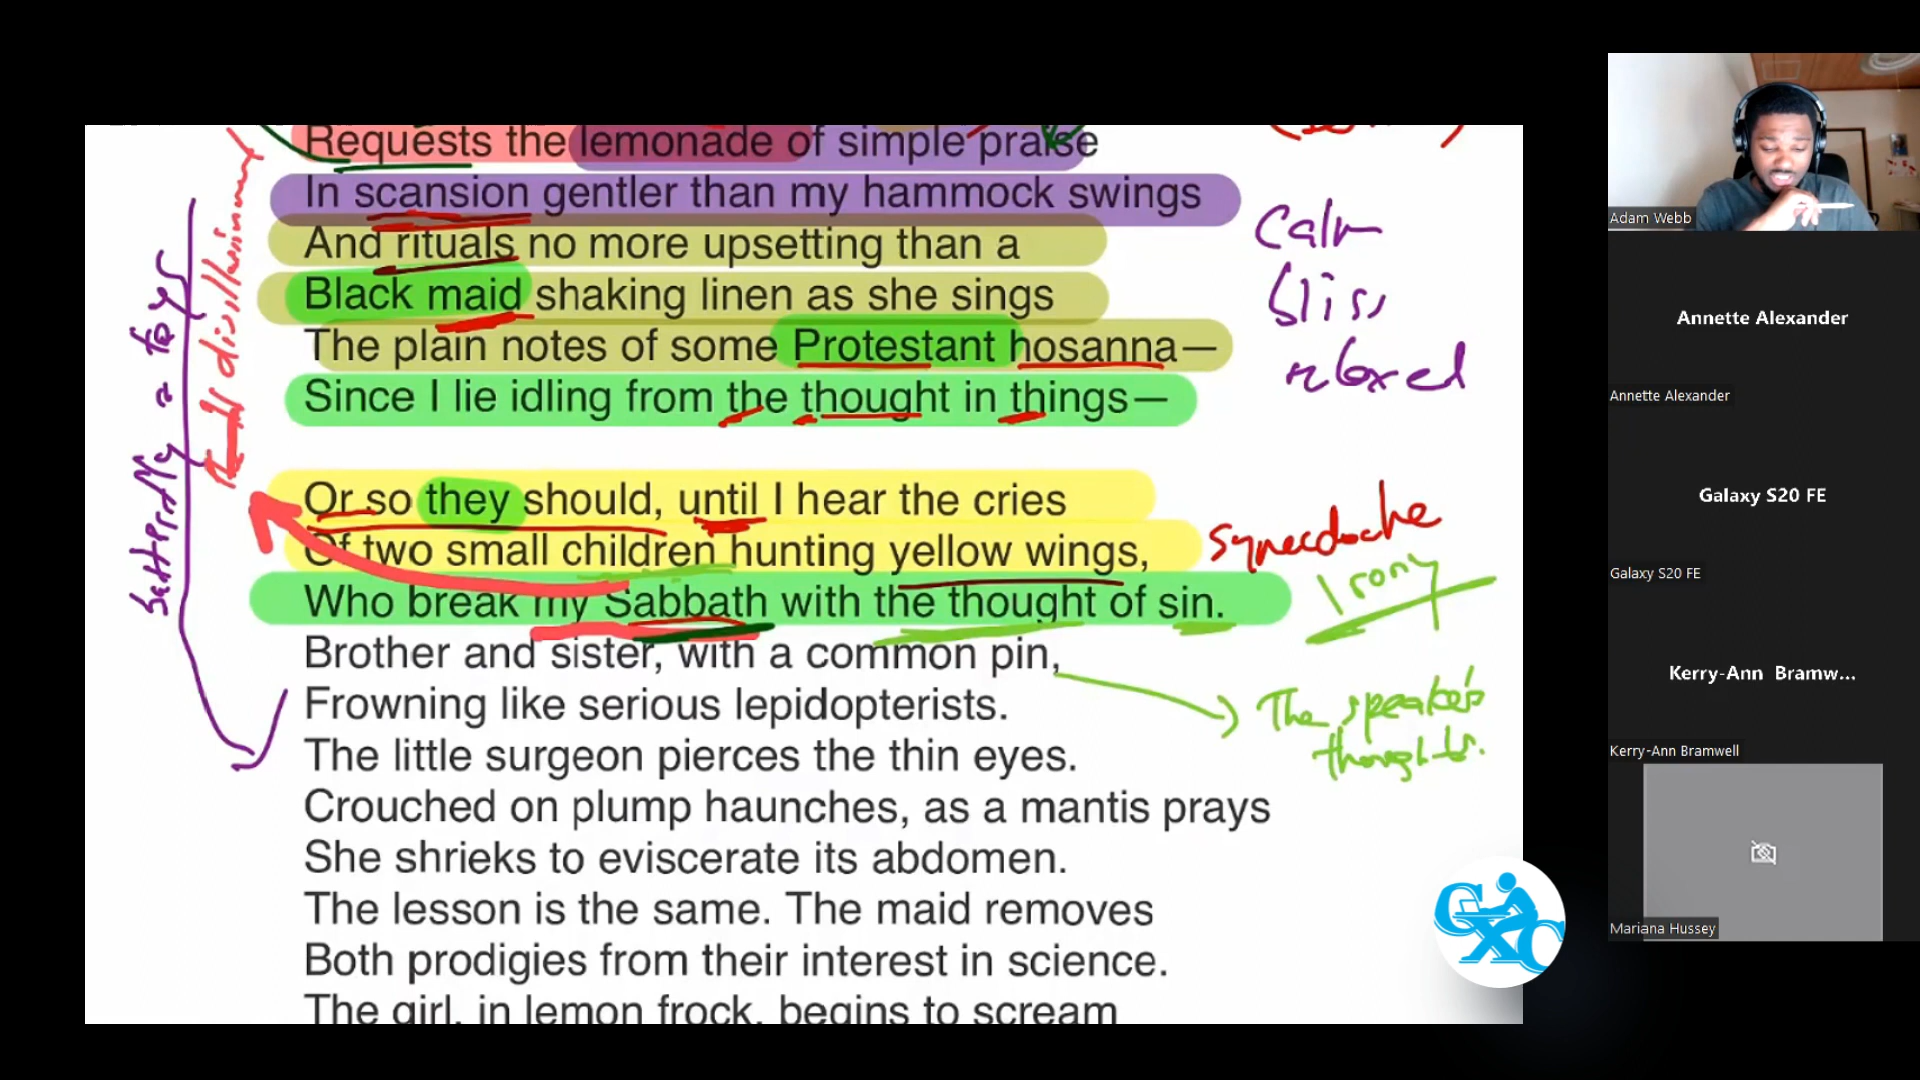 Requests the lemonade of simple praise
In scansion gentler than my hammock swings
And rituals no more upsetting than a
Black maid shaking linen as she sings
The plain notes of some Protestant hosanna—
Since I lie idling from the thought in things—
Or so they should, until I hear the cries
Of two small children hunting yellow wings,
Who break my Sabbath with the thought of sin.
Brother and sister, with a common pin,
Frowning like serious lepidopterists.
The little surgeon pierces the thin eyes.
Crouched on plump haunches, as a mantis prays
She shrieks to eviscerate its abdomen.
The lesson is the same. The maid removes
Both prodigies from their interest in science.
The girl, in lemon frock, begins to scream
Calm
bliss
relaxed
synecdoche
Irony
The speaker's
thoughts.
butterfly = toys
GXC
Adam Webb
Annette Alexander
Annette Alexander
Galaxy S20 FE
Galaxy S20 FE
Kerry-Ann Bramw...
Kerry-Ann Bramwell
Mariana Hussey